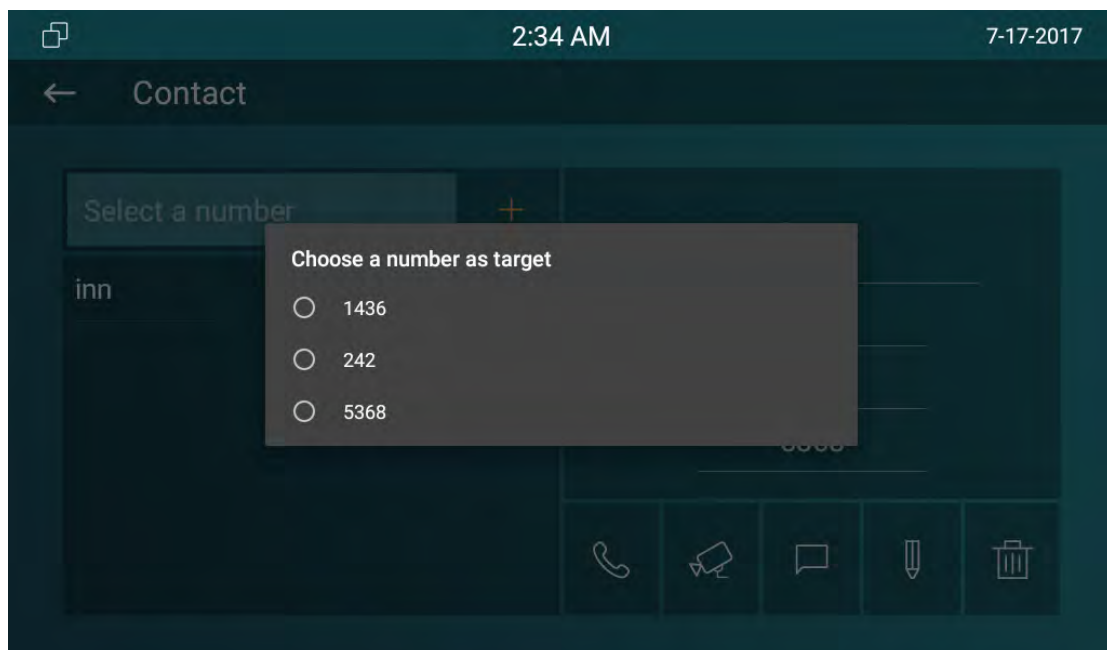 2:34 AM
7-17-2017
Contact
Select a number
+
inn
Choose a number as target
1436
242
5368